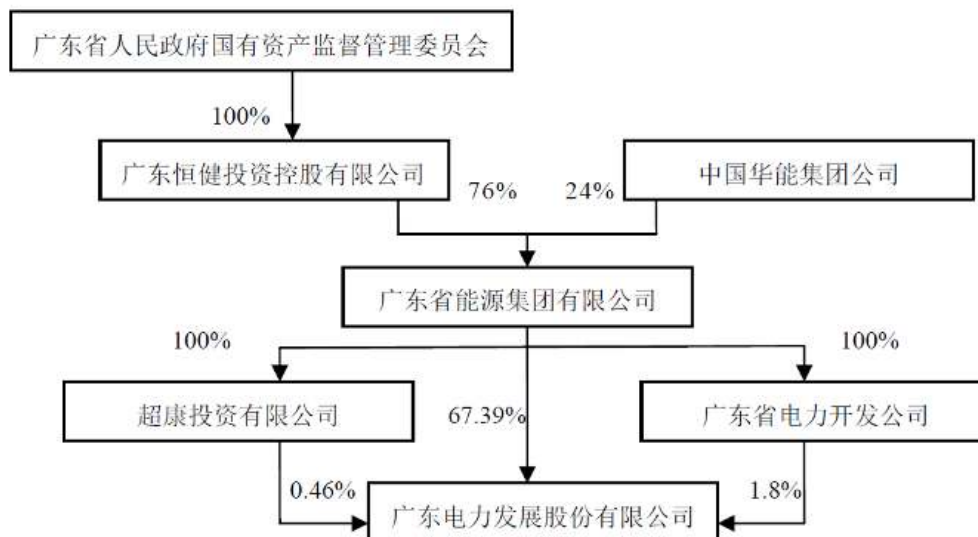 广东省人民政府国有资产监督管理委员会
100%
广东恒健投资控股有限公司
中国华能集团公司
76%
24%
广东省能源集团有限公司
100%
100%
超康投资有限公司
67.39%
广东省电力开发公司
0.46%
1.8%
广东电力发展股份有限公司